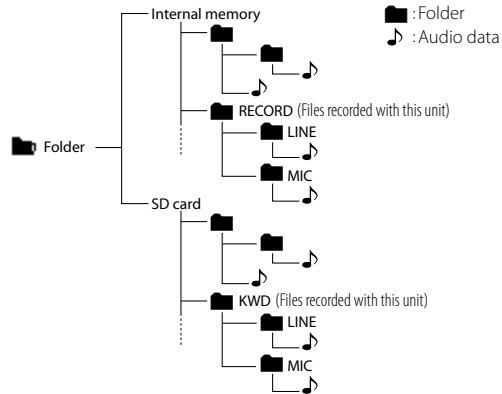 Internal memory
:Folder
:Audio data
RECORD (Files recorded with this unit)
LINE
MIC
Folder
SD card
KWD (Files recorded with this unit)
LINE
MIC